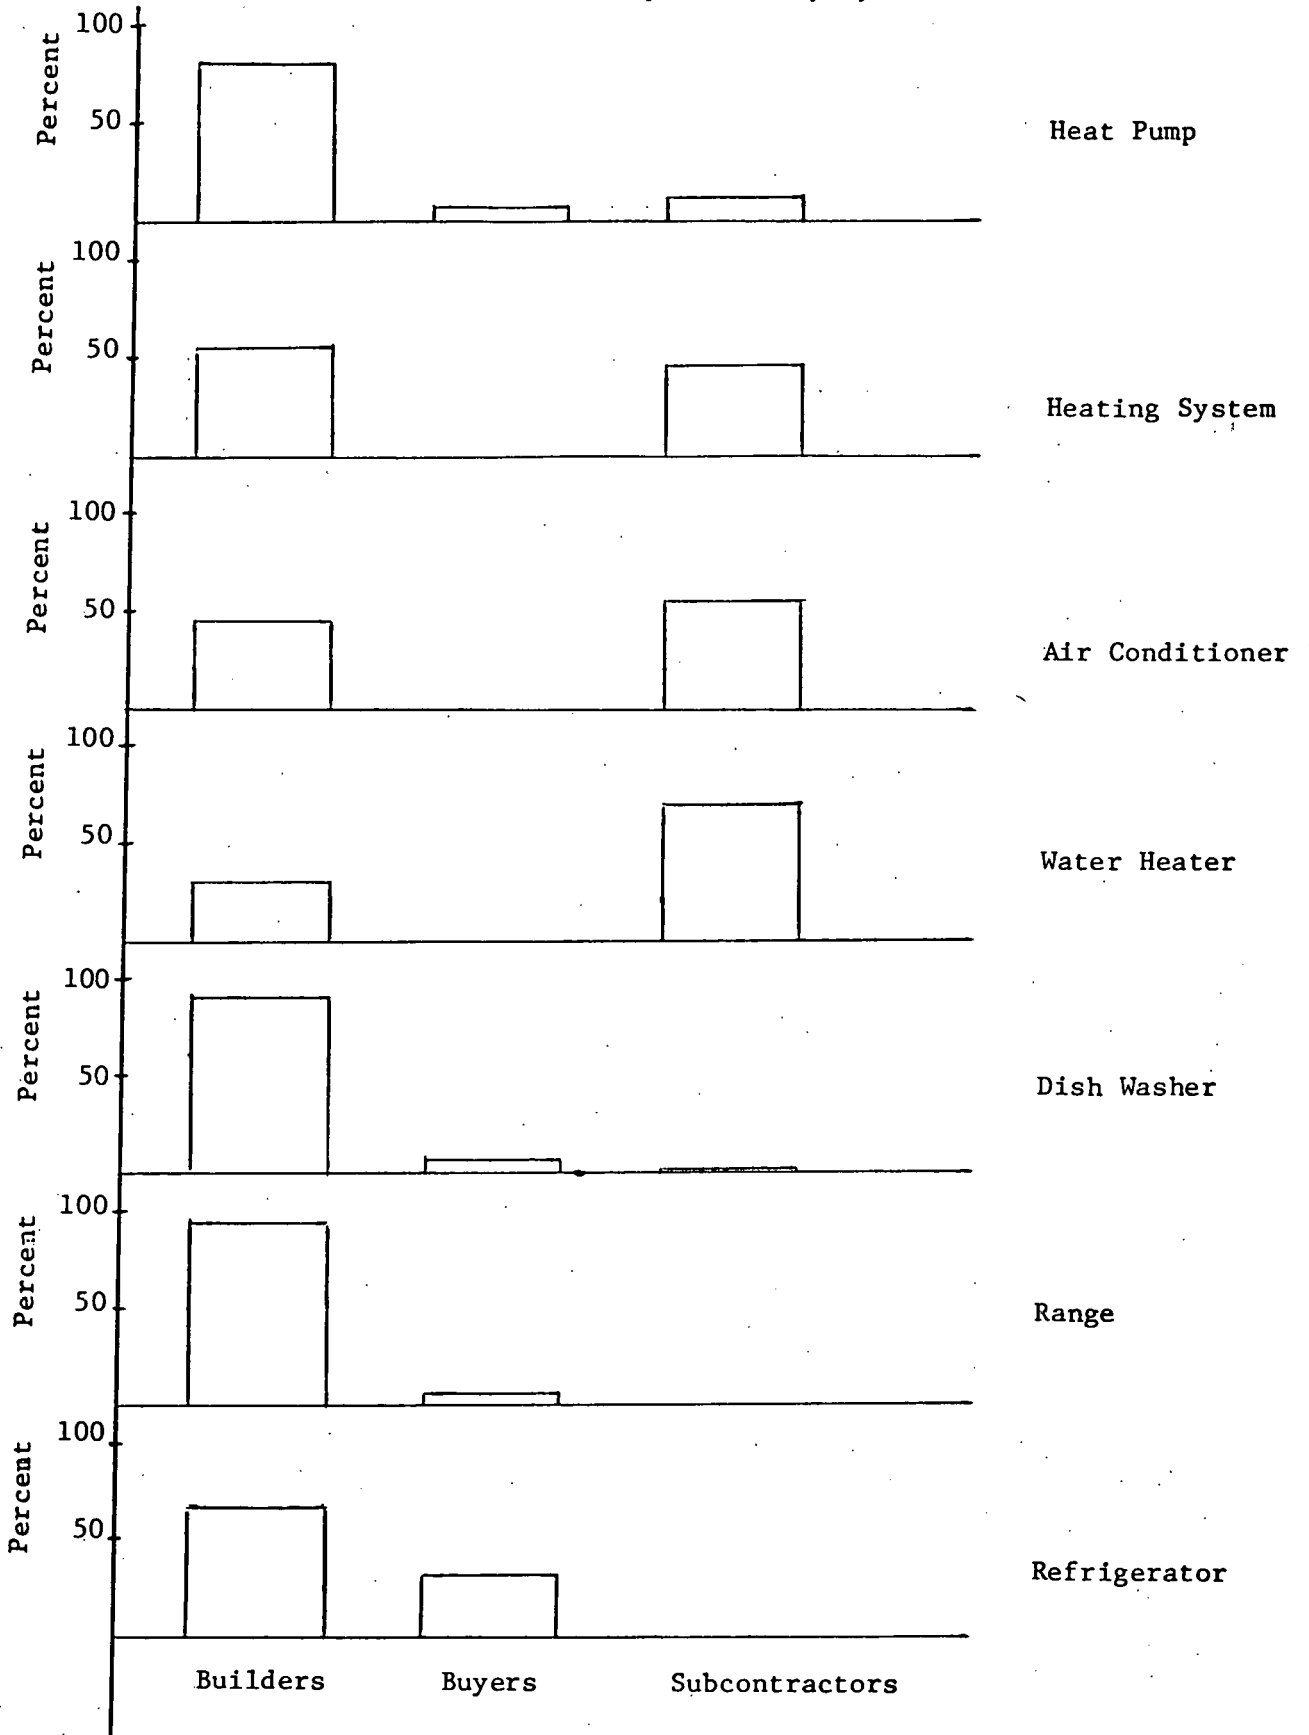 100
Percent
50
Heat Pump
100
Percent
50
Heating System
100
Percent
50
Air Conditioner
100
Percent
50
Water Heater
100
Percent
50
Dish Washer
100
Percent
50
Range
100
Percent
50
Refrigerator
Builders Buyers Subcontractors